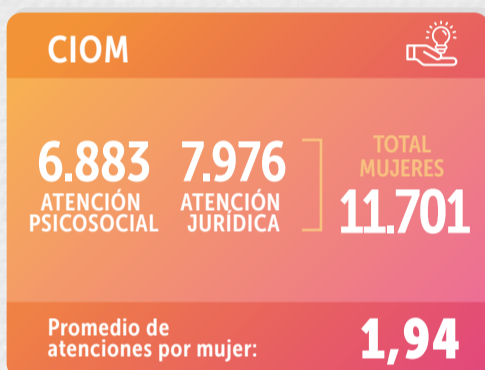 CIOM
6.883
ATENCIÓN
PSICOSOCIAL
7.976
ATENCIÓN
JURÍDICA
TOTAL
MUJERES
11.701
Promedio de
atenciones por mujer:
1,94